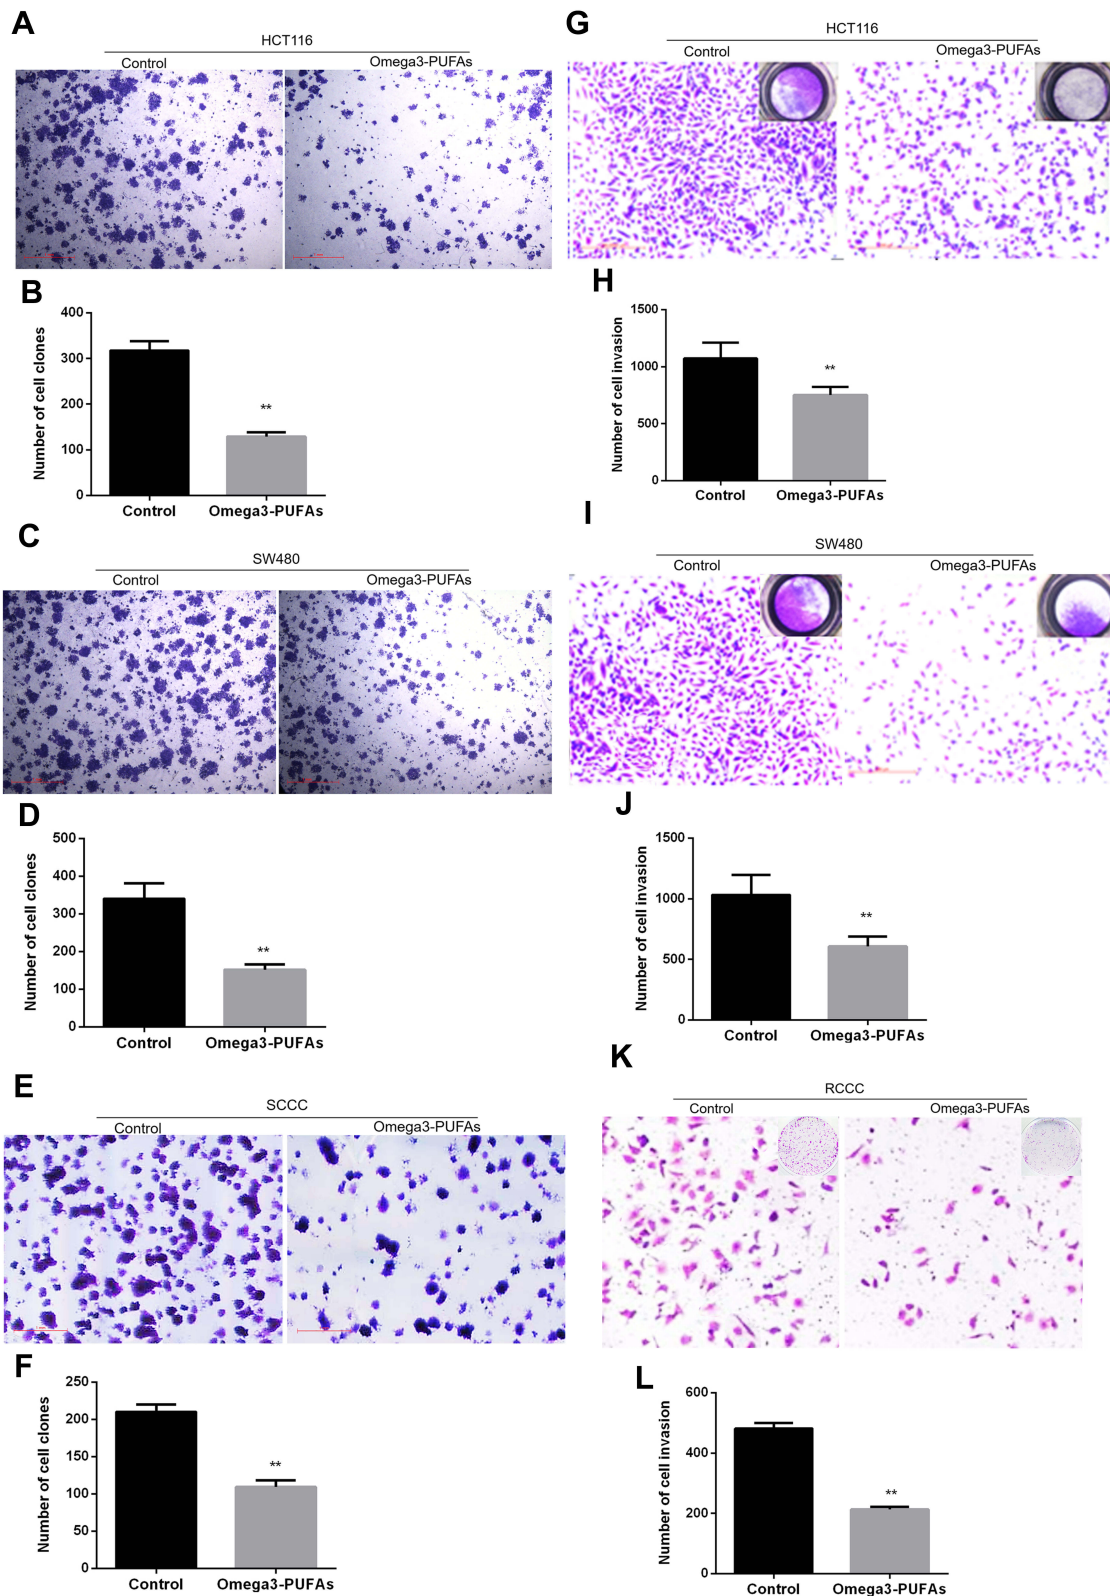 A
HCT116
Control
Omega3-PUFAs
B
Number of cell clones
400
300
200
100
0
**
Control
Omega3-PUFAs
C
SW480
Control
Omega3-PUFAs
D
Number of cell clones
500
400
300
200
100
0
**
Control
Omega3-PUFAs
E
SCCC
Control
Omega3-PUFAs
F
Number of cell clones
250
200
150
100
50
0
**
Control
Omega3-PUFAs
G
HCT116
Control
Omega3-PUFAs
H
Number of cell invasion
1500
1000
500
0
**
Control
Omega3-PUFAs
I
SW480
Control
Omega3-PUFAs
J
Number of cell invasion
1500
1000
500
0
**
Control
Omega3-PUFAs
K
RCCC
Control
Omega3-PUFAs
L
Number of cell invasion
600
400
200
0
**
Control
Omega3-PUFAs